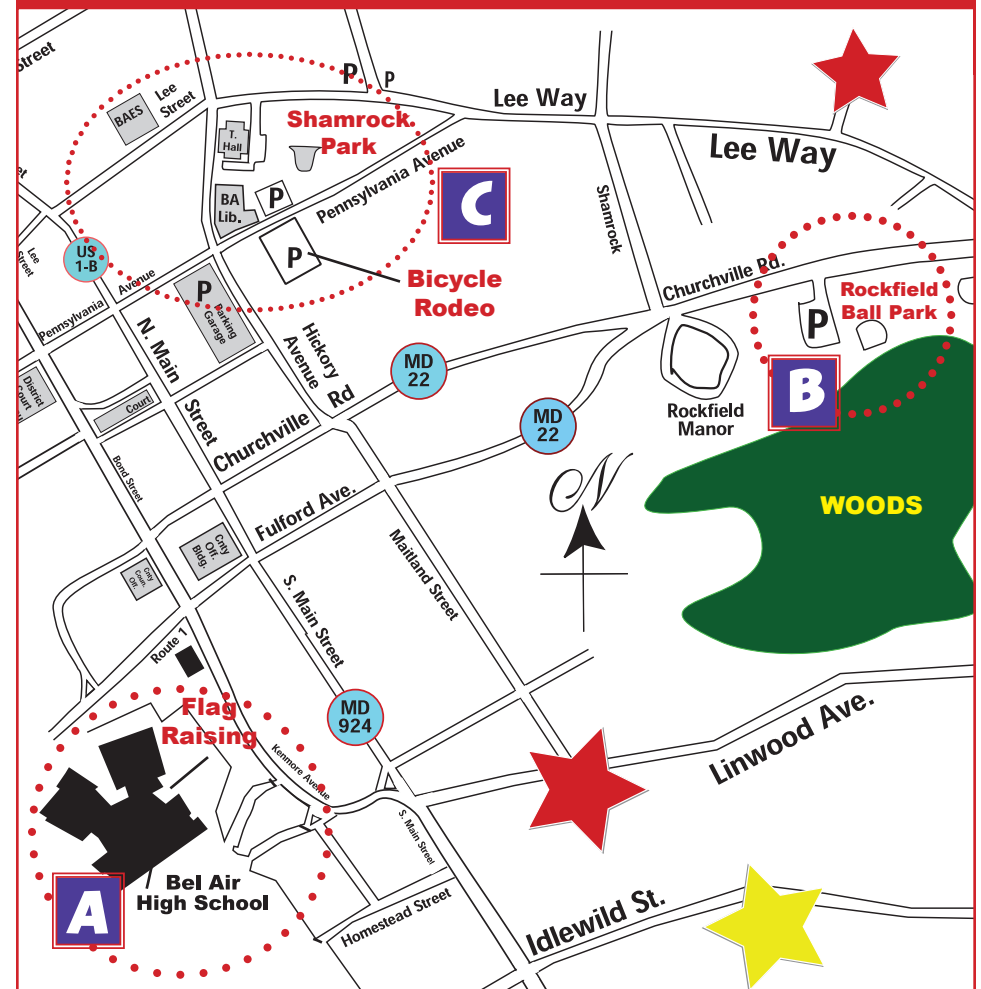 Street
P
P
Lee Way
Lee
Street
BAES
T.
Hall
Shamrock
Park
Lee Way
BA
Lib.
P
Pennsylvania Avenue
C
Shamrock
US
1-B
Lee
Street
Avenue
Pennsylvania
P
P
Parking
Garage
Bicycle
Rodeo
Churchville Rd.
Rockfield
Ball Park
P
N. Main
Street
Hickory
Avenue
MD
22
District
Court
Court
Churchville
Rd
MD
22
B
Rockfield
Manor
Bond Street
Fulford Ave.
N
WOODS
Cnty
Off.
Bldg.
Cnty
Coun.
Off.
S. Main Street
Maitland Street
Route 1
Flag
Raising
MD
924
Kenmore Avenue
Linwood Ave.
S. Main Street
Bel Air
High School
A
Homestead Street
Idlewild St.